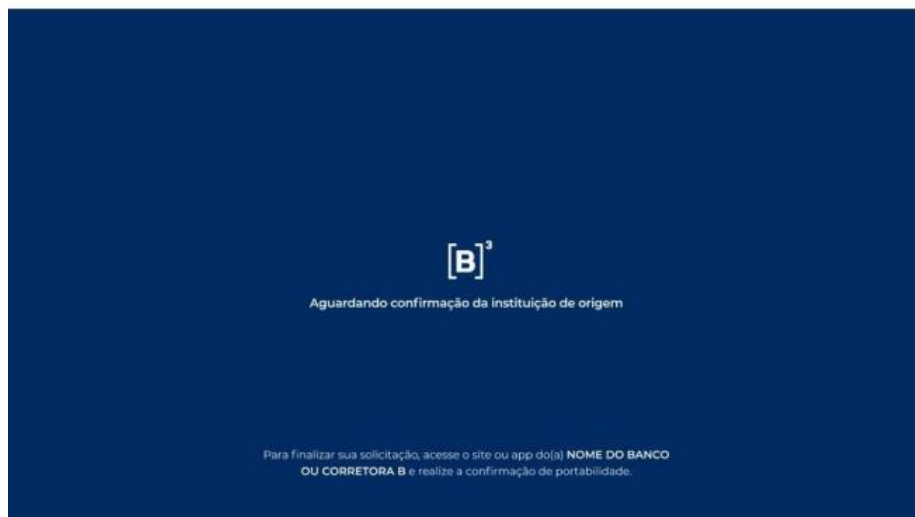 [B]³
Aguardando confirmação da instituição de origem
Para finalizar sua solicitação, acesse o site ou app do(a) NOME DO BANCO
OU CORRETORA B e realize a confirmação de portabilidade.